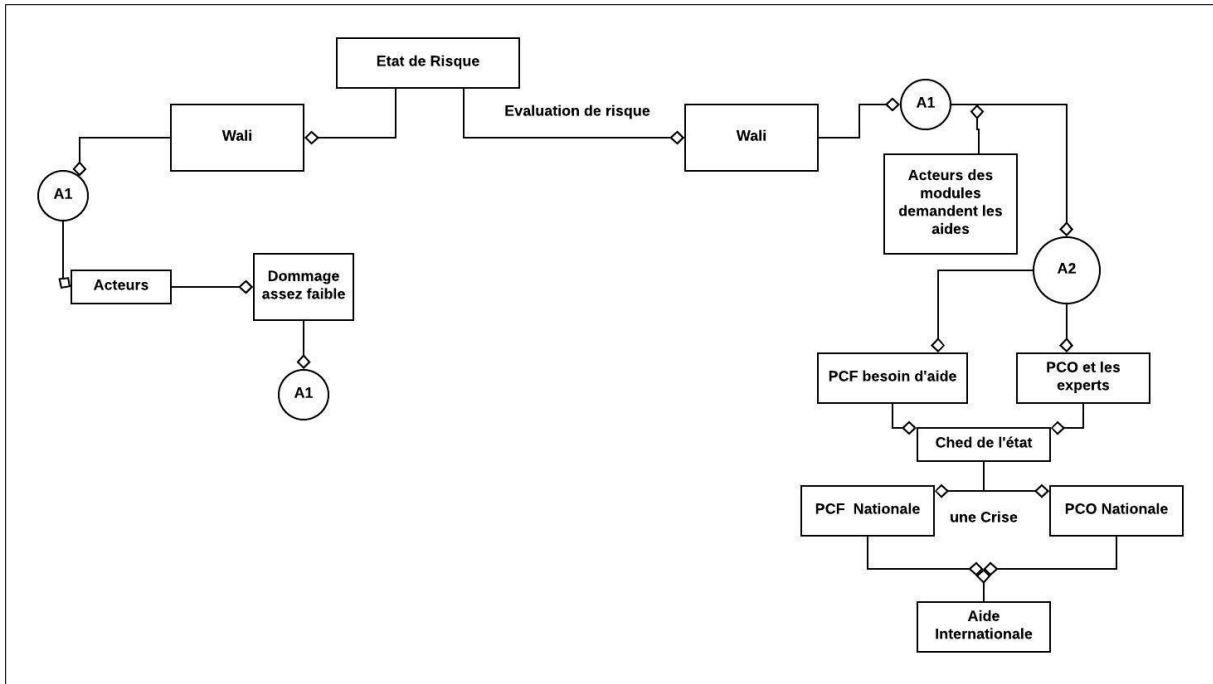 Etat de Risque
Evaluation de risque
Wali
Wali
A1
A1
Acteurs des
modules
demandent les
aides
Acteurs
Dommage
assez faible
A1
A2
PCF besoin d'aide
PCO et les
experts
Ched de l'état
PCF Nationale
une Crise
PCO Nationale
Aide
Internationale